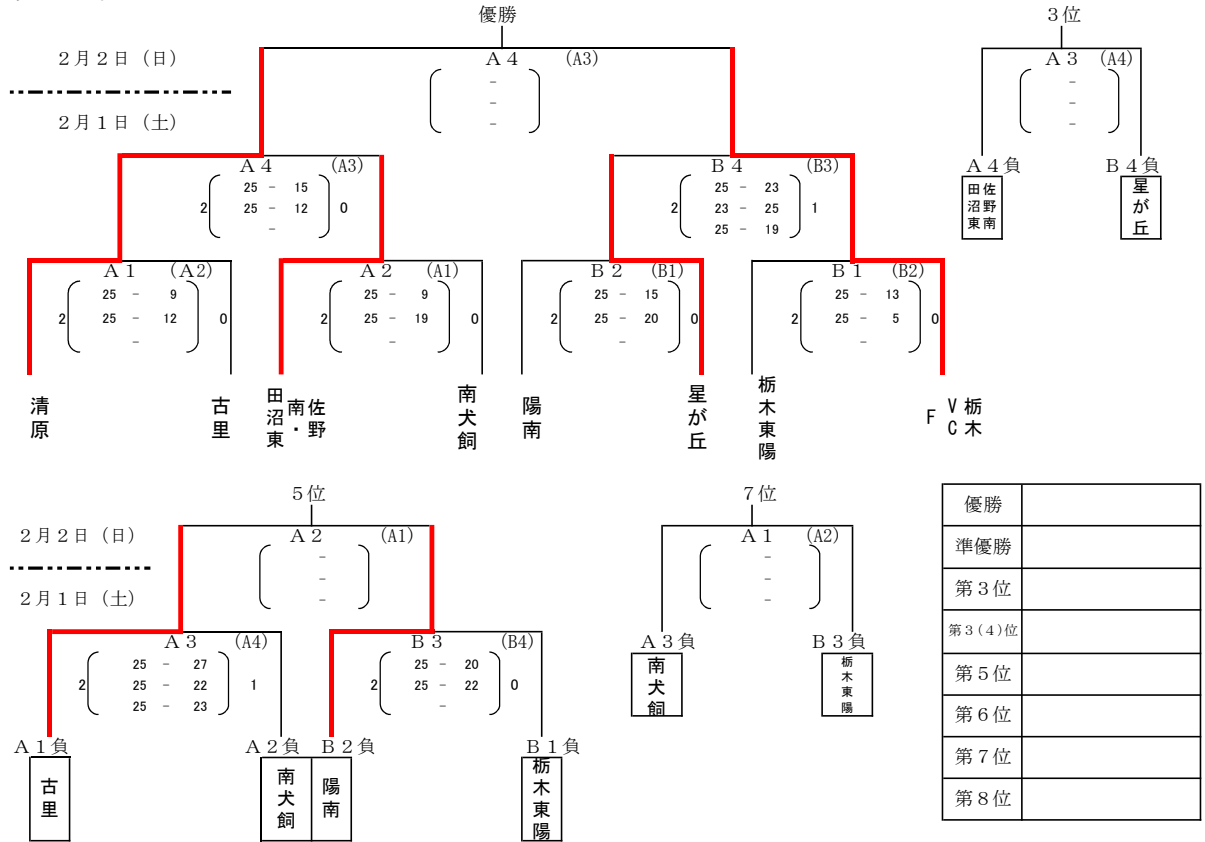 優勝
3位
2月2日（日）
A4 (A3)
-
-
-
A3 (A4)
-
-
-
2月1日（土）
A4 (A3)
2 25 - 15 0
25 - 12
-
B4 (B3)
2 25 - 23 1
23 - 25
25 - 19
A4負
田沼東
佐野南
B4負
星が丘
A1 (A2)
2 25 - 9 0
25 - 12
-
A2 (A1)
2 25 - 9 0
25 - 19
-
B2 (B1)
2 25 - 15 0
25 - 20
-
B1 (B2)
2 25 - 13 0
25 - 5
-
清原
古里
佐野
南・
田沼東
南犬飼
陽南
星が丘
栃木東陽
栃木
VC
F
5位
7位
2月2日（日）
A2 (A1)
-
-
-
A1 (A2)
-
-
-
2月1日（土）
A3 (A4)
2 25 - 27 1
25 - 22
25 - 23
B3 (B4)
2 25 - 20 0
25 - 22
-
A3負
南犬飼
B3負
栃木東陽
A1負
古里
A2負
南犬飼
B2負
陽南
B1負
栃木東陽
優勝
準優勝
第3位
第3(4)位
第5位
第6位
第7位
第8位